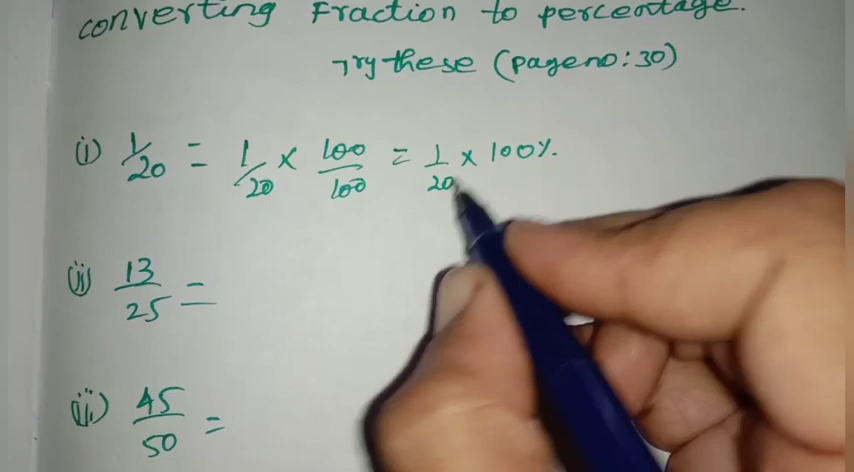 converting Fraction to percentage.
Try these (page no: 30)
(i) 1/20 = 1/20 × 100/100 = 1/20 × 100%.
(ii) 13/25 =
(iii) 45/50 =